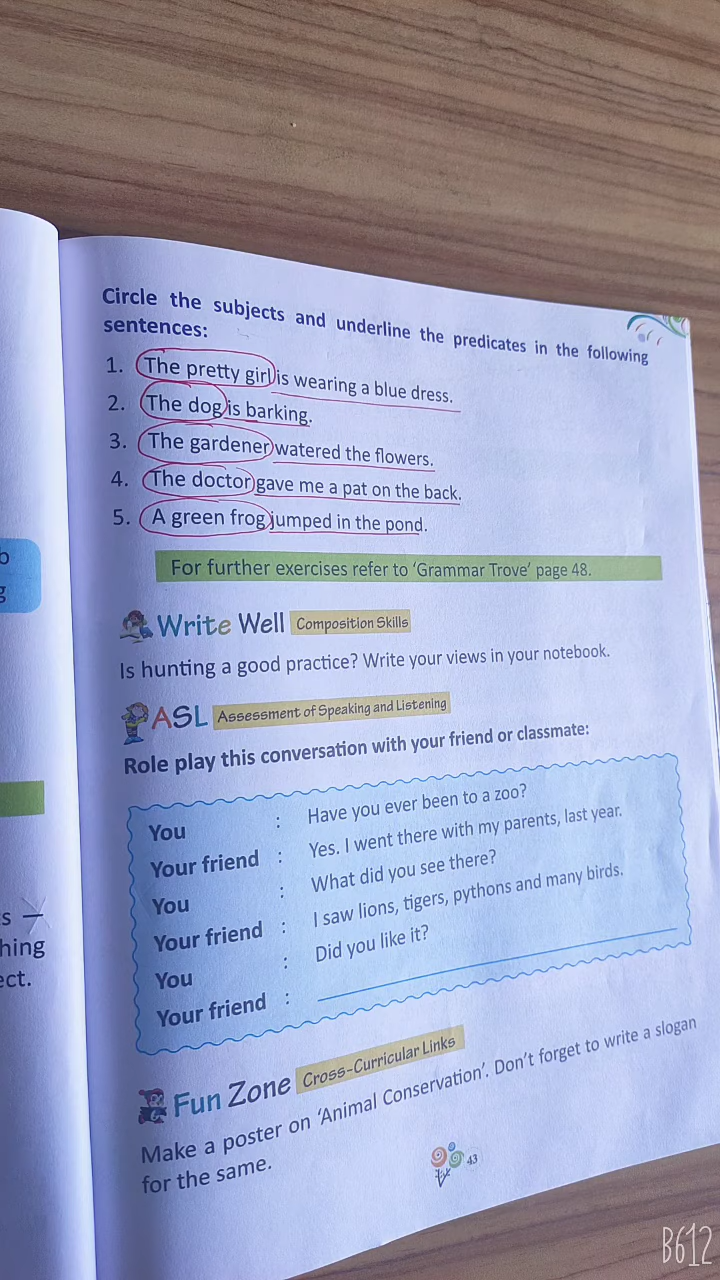 Circle the subjects and underline the predicates in the following
sentences:
1. The pretty girl is wearing a blue dress.
2. The dog is barking.
3. The gardener watered the flowers.
4. The doctor gave me a pat on the back.
5. A green frog jumped in the pond.
For further exercises refer to 'Grammar Trove' page 48.
Write Well Composition Skills
Is hunting a good practice? Write your views in your notebook.
ASL Assessment of Speaking and Listening
Role play this conversation with your friend or classmate:
You : Have you ever been to a zoo?
Your friend : Yes. I went there with my parents, last year.
You : What did you see there?
Your friend : I saw lions, tigers, pythons and many birds.
You : Did you like it?
Your friend :
Fun Zone Cross-Curricular Links
Make a poster on 'Animal Conservation'. Don't forget to write a slogan
for the same.
43
hing
ect.
B612